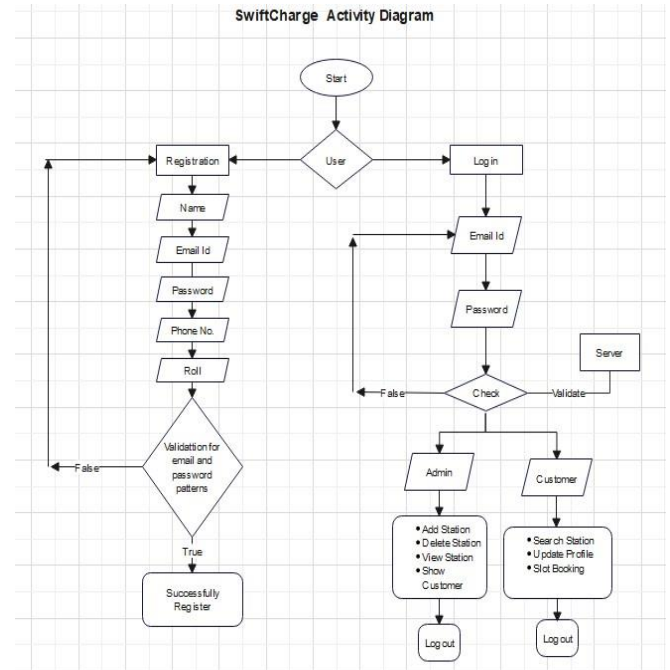 SwiftCharge Activity Diagram
Start
User
Registration
Login
Name
Email Id
Password
Phone No.
Roll
Validattion for
email and
password
patterns
False
True
Successfully
Register
Email Id
Password
Server
Check
Validate
False
Admin
Customer
• Add Station
• Delete Station
• View Station
• Show
Customer
• Search Station
• Update Profile
• Slot Booking
Log out
Log out